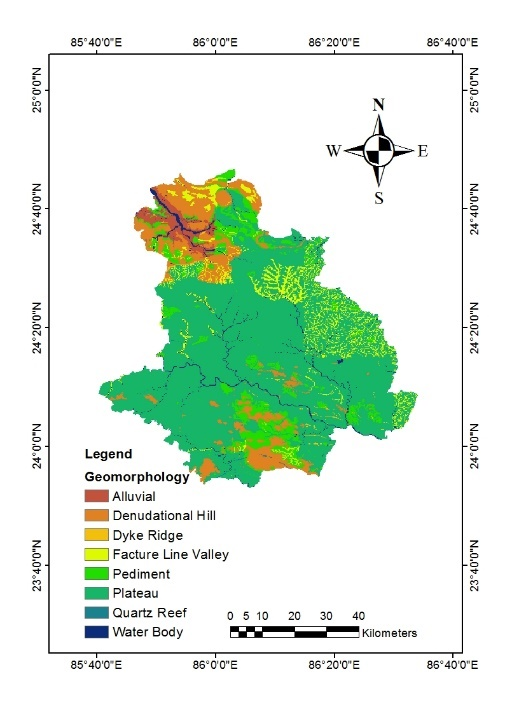 85°40'0"E 86°0'0"E 86°20'0"E 86°40'0"E
25°0'0"N 25°0'0"N
N
W E
S
24°40'0"N 24°40'0"N
24°20'0"N 24°20'0"N
24°0'0"N 24°0'0"N
Legend
Geomorphology
Alluvial
Denudational Hill
Dyke Ridge
Facture Line Valley
Pediment
Plateau
Quartz Reef
Water Body
23°40'0"N 23°40'0"N
0 5 10 20 30 40
Kilometers
85°40'0"E 86°0'0"E 86°20'0"E 86°40'0"E